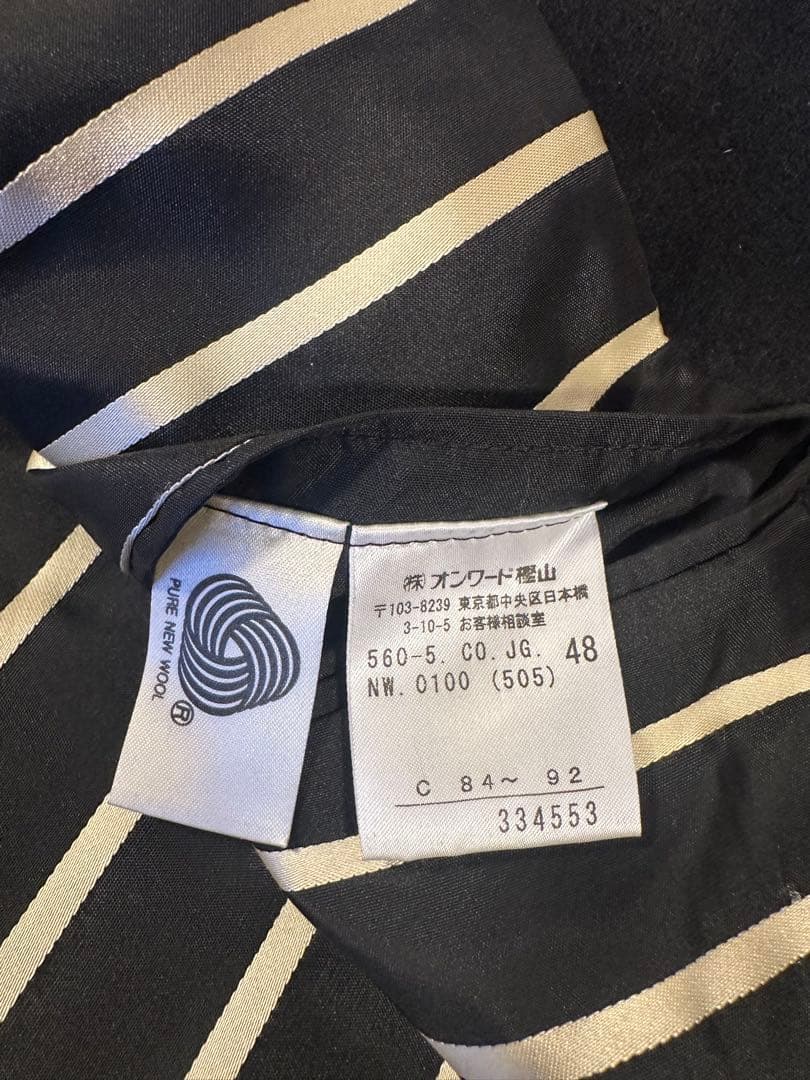 PURE NEW WOOL
®
㈱オンワード樫山
〒103-8239 東京都中央区日本橋
3-10-5 お客様相談室
560-5. CO. JG. 48
NW. 0100 (505)
C 84～ 92
334553